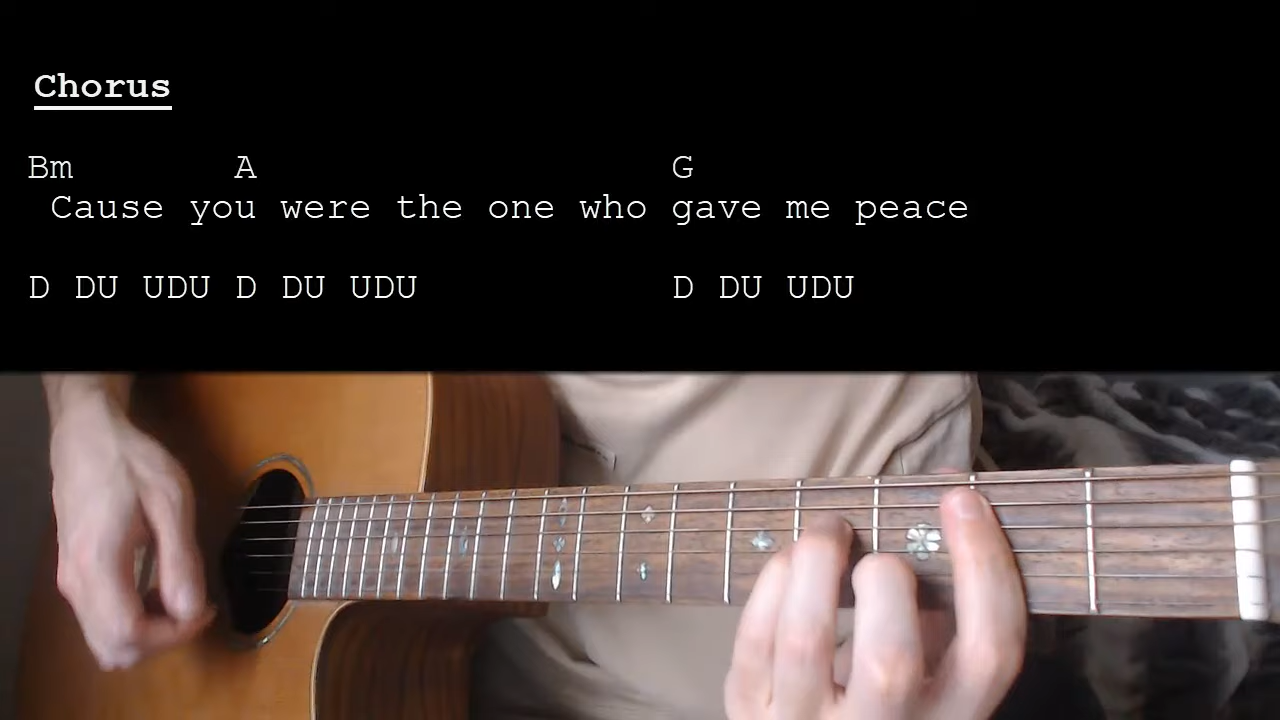 Chorus
Bm A G
Cause you were the one who gave me peace
D DU UDU D DU UDU D DU UDU